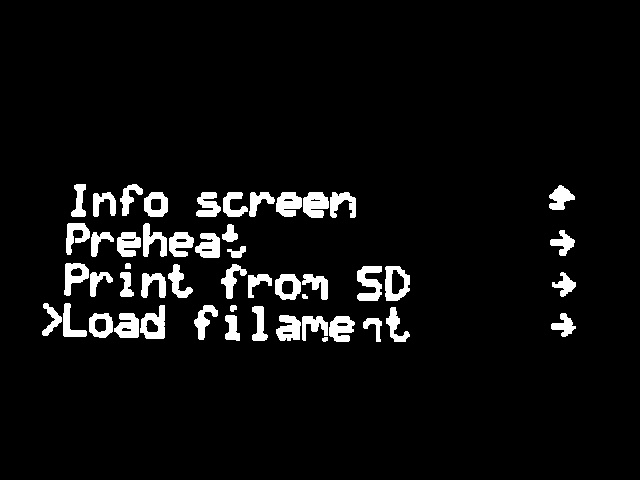 Info screen
Preheat →
Print from SD →
>Load filament →